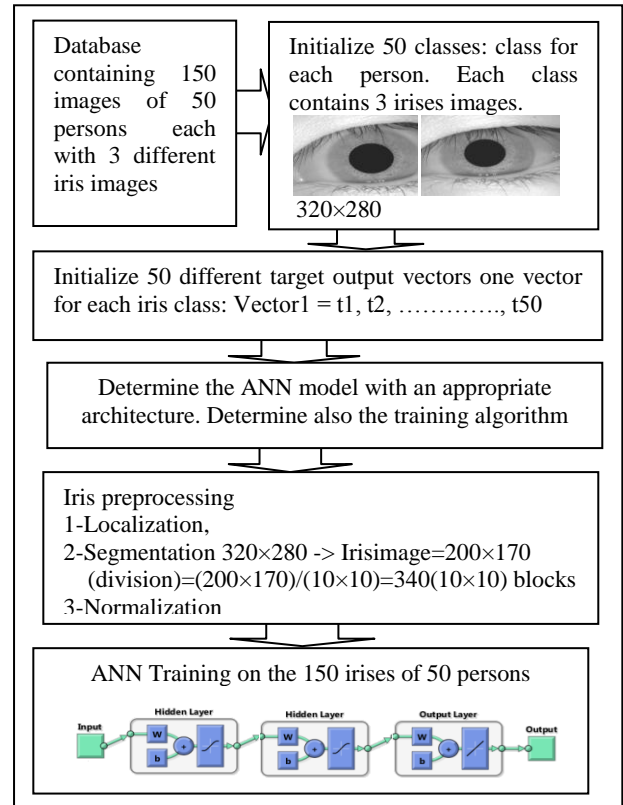 Database
containing 150
images of 50
persons each
with 3 different
iris images
Initialize 50 classes: class for
each person. Each class
contains 3 irises images.
320×280
Initialize 50 different target output vectors one vector
for each iris class: Vector1 = t1, t2, …………., t50
Determine the ANN model with an appropriate
architecture. Determine also the training algorithm
Iris preprocessing
1-Localization,
2-Segmentation 320×280 -> Irisimage=200×170
(division)=(200×170)/(10×10)=340(10×10) blocks
3-Normalization
ANN Training on the 150 irises of 50 persons
Input
Hidden Layer
W
+
b
Hidden Layer
W
+
b
Output Layer
W
+
b
Output